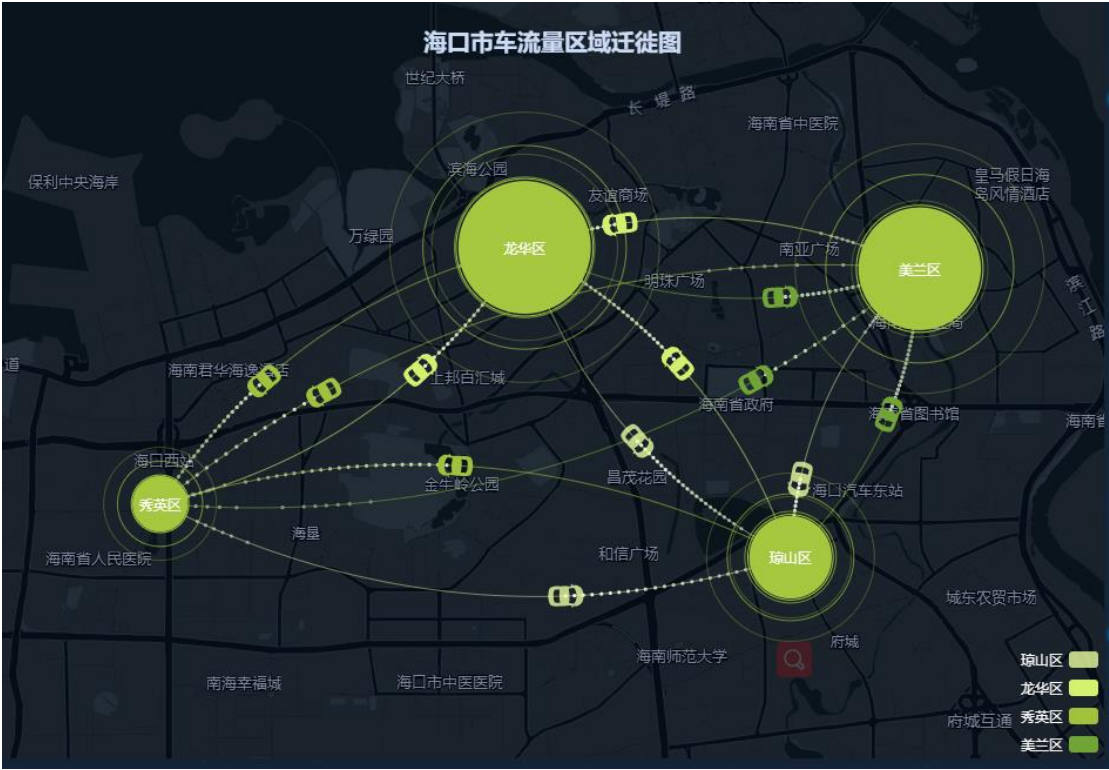 海口市车流量区域迁徙图
世纪大桥
长堤路
海南省中医院
滨海公园
皇马假日海
岛风情酒店
保利中央海岸
友谊商场
万绿园
龙华区
南亚广场
美兰区
明珠广场
滨江路
道
海南君华海逸酒店
上邦百汇城
海南省政府
海南省图书馆
海南省
海口西站
金牛岭公园
昌茂花园
海口汽车东站
秀英区
海垦
海南省人民医院
和信广场
琼山区
城东农贸市场
府城
海南师范大学
南海幸福城
海口市中医医院
府城互通
琼山区
龙华区
秀英区
美兰区